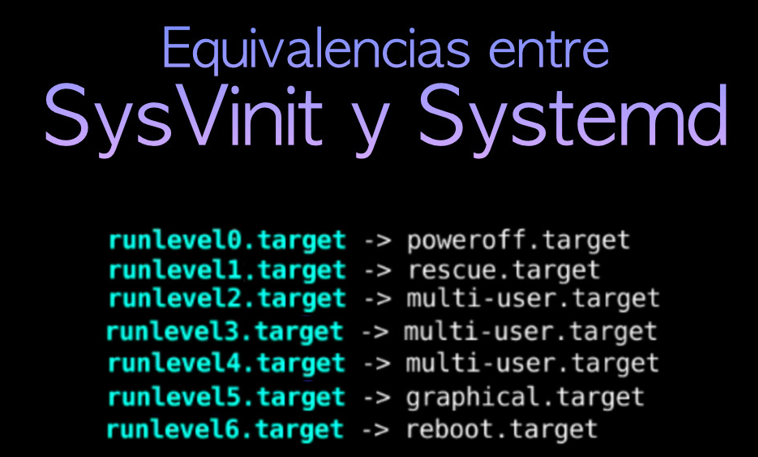 Equivalencias entre
SysVinit y Systemd
runlevel0.target -> poweroff.target
runlevel1.target -> rescue.target
runlevel2.target -> multi-user.target
runlevel3.target -> multi-user.target
runlevel4.target -> multi-user.target
runlevel5.target -> graphical.target
runlevel6.target -> reboot.target